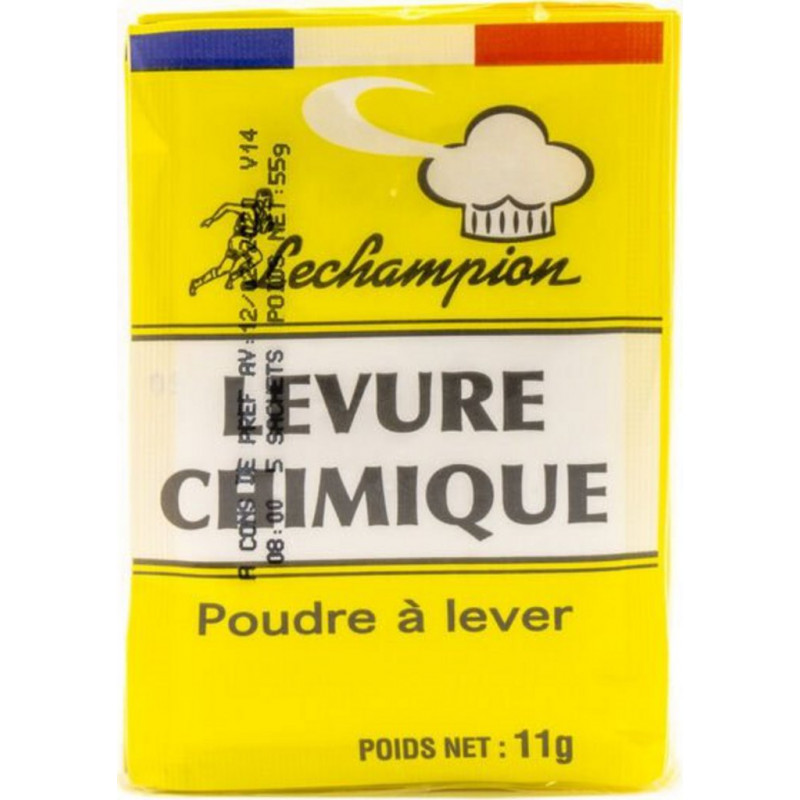 Lechampion
LEVURE
CHIMIQUE
Poudre à lever
POIDS NET : 11g
A CONS DE PREF AV:12/ V14
08:00 5 SACHETS POIDS NET:55g